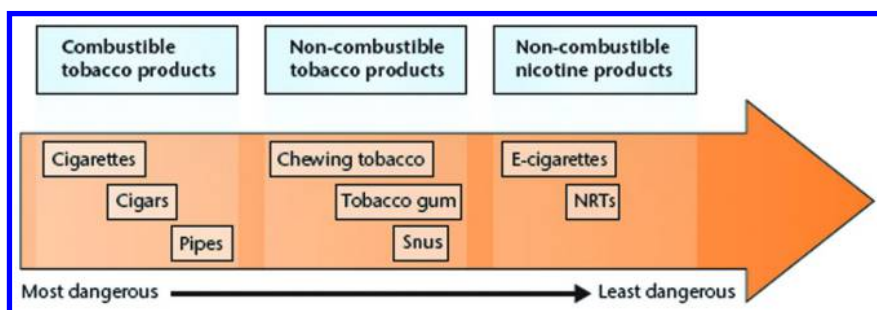 Combustible
tobacco products
Non-combustible
tobacco products
Non-combustible
nicotine products
Cigarettes
Cigars
Pipes
Chewing tobacco
Tobacco gum
Snus
E-cigarettes
NRTs
Most dangerous
Least dangerous